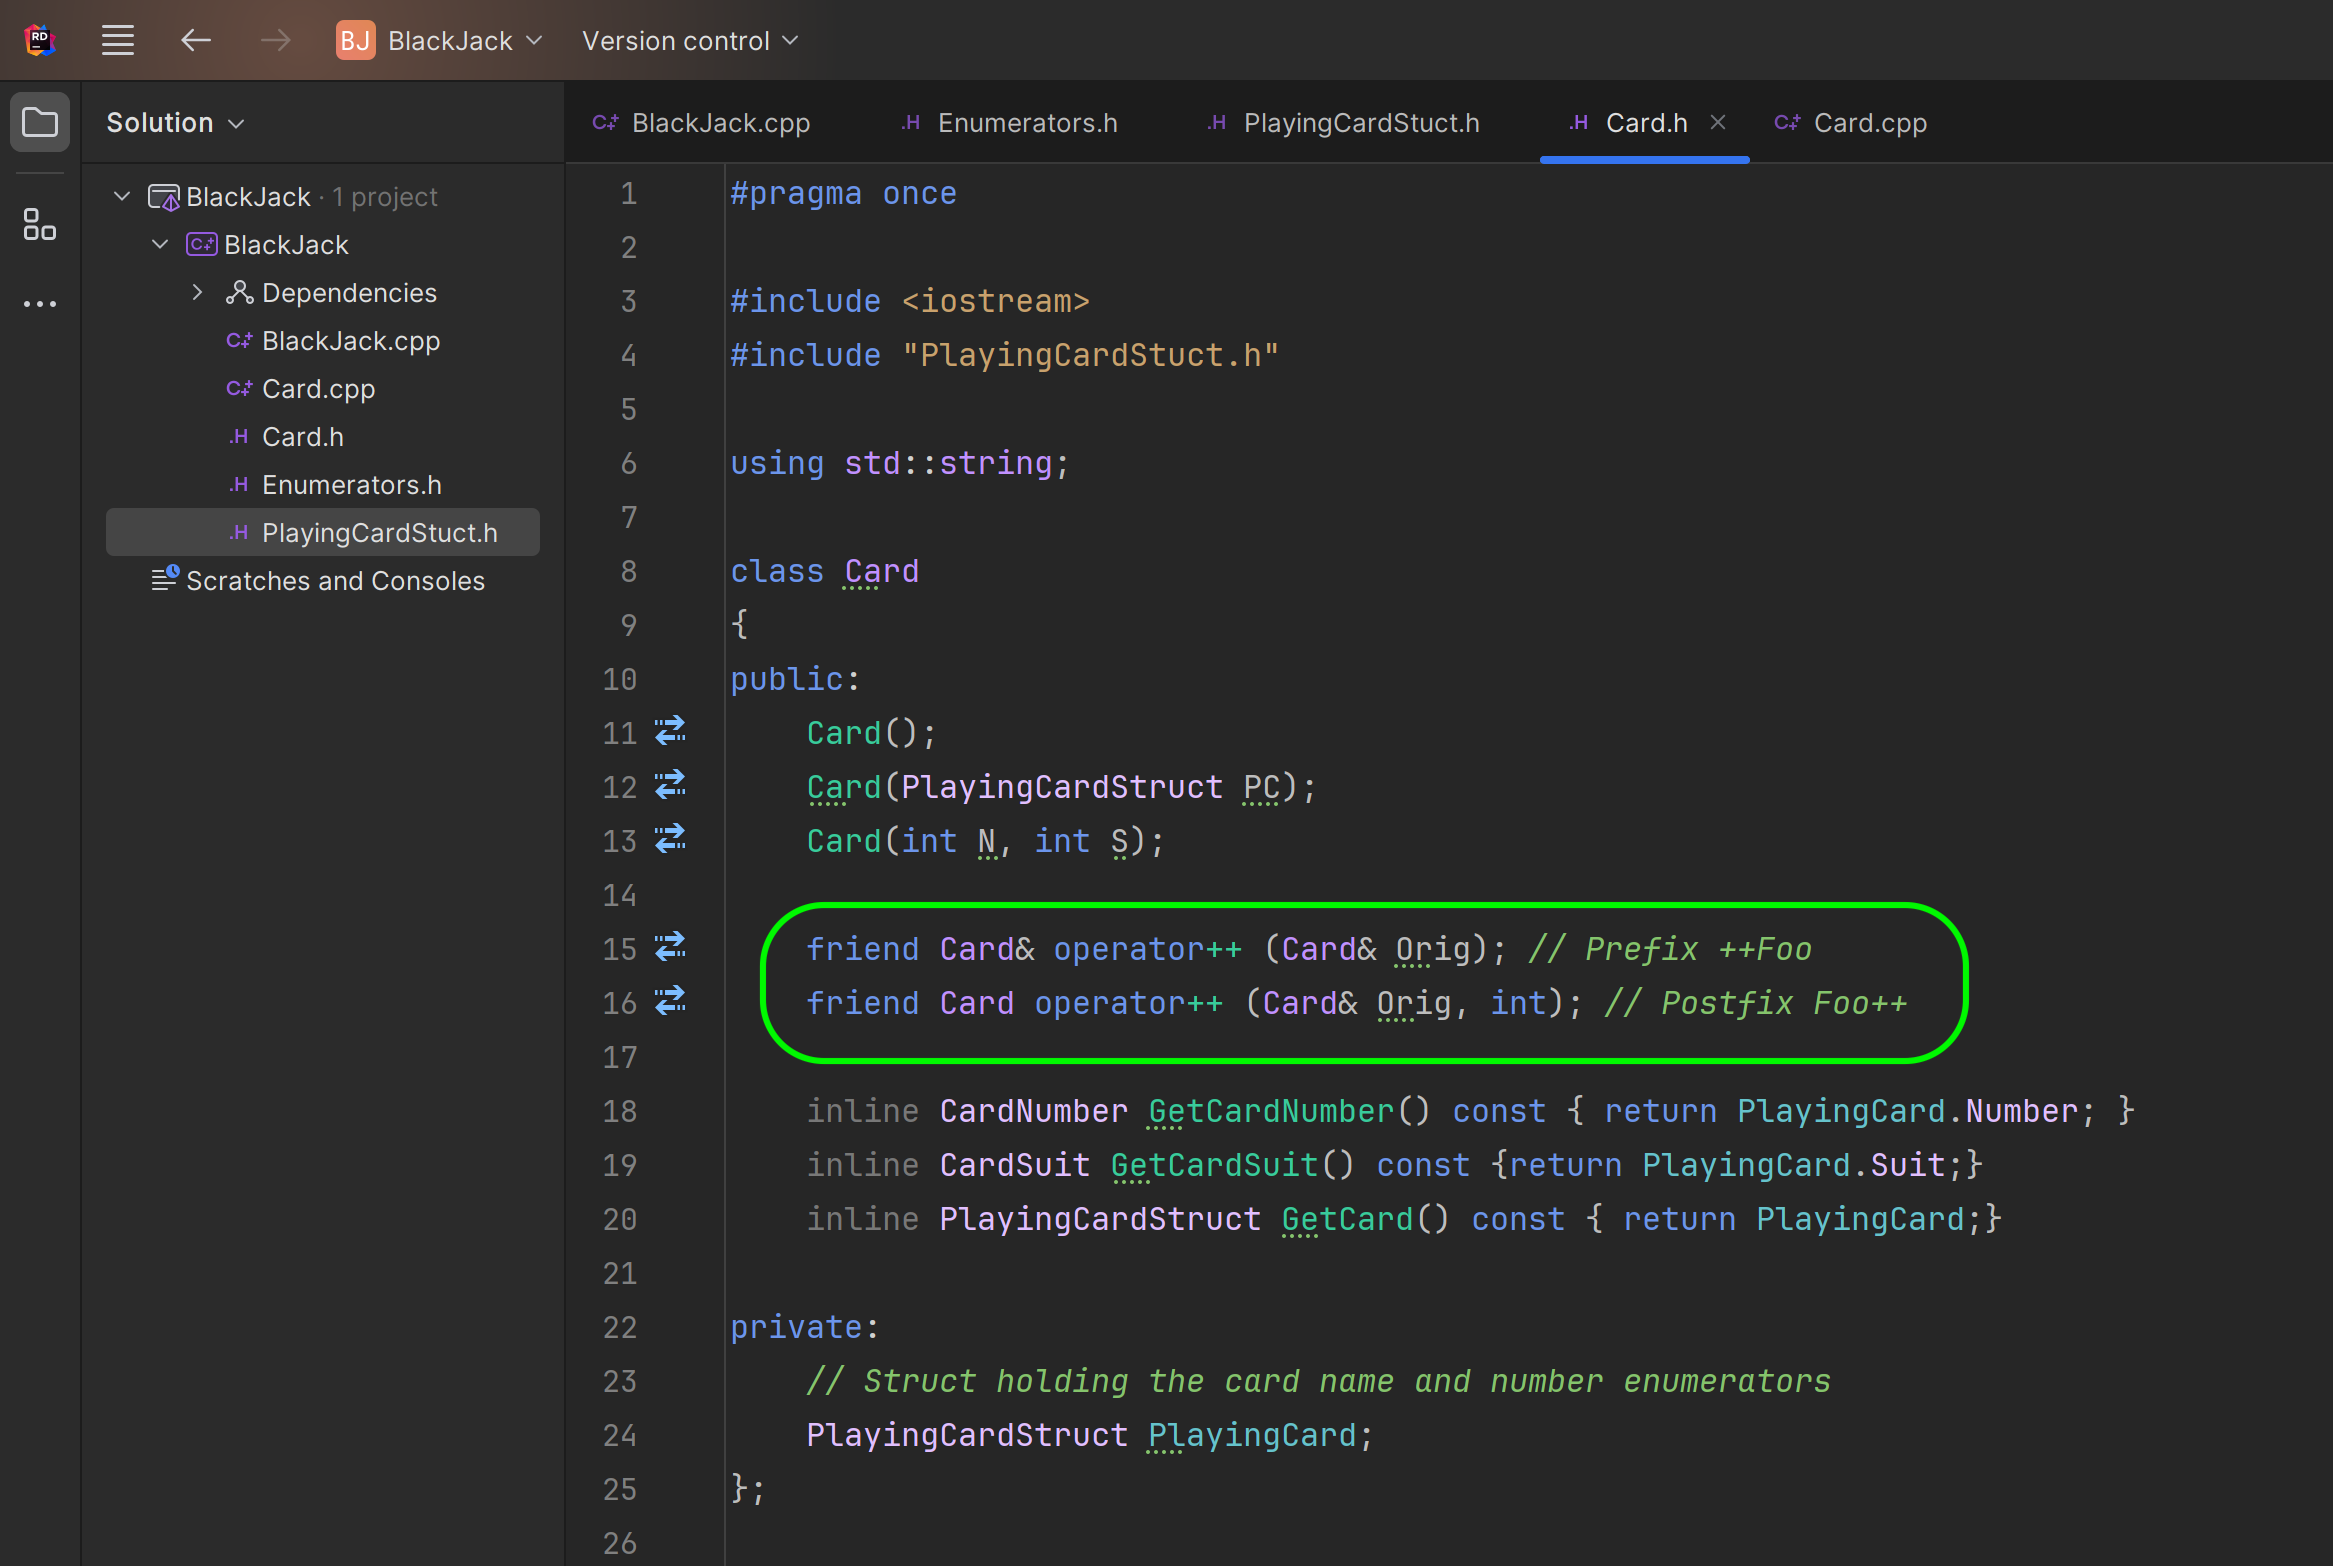 RD
BJ BlackJack
Version control
Solution
BlackJack · 1 project
BlackJack
Dependencies
C++ BlackJack.cpp
C++ Card.cpp
.H Card.h
.H Enumerators.h
.H PlayingCardStuct.h
Scratches and Consoles
C++ BlackJack.cpp
.H Enumerators.h
.H PlayingCardStuct.h
.H Card.h
C++ Card.cpp
1 #pragma once
2
3 #include <iostream>
4 #include "PlayingCardStuct.h"
5
6 using std::string;
7
8 class Card
9 {
10 public:
11 Card();
12 Card(PlayingCardStruct PC);
13 Card(int N, int S);
14
15 friend Card& operator++ (Card& Orig); // Prefix ++Foo
16 friend Card operator++ (Card& Orig, int); // Postfix Foo++
17
18 inline CardNumber GetCardNumber() const { return PlayingCard.Number; }
19 inline CardSuit GetCardSuit() const {return PlayingCard.Suit;}
20 inline PlayingCardStruct GetCard() const { return PlayingCard;}
21
22 private:
23 // Struct holding the card name and number enumerators
24 PlayingCardStruct PlayingCard;
25 };
26